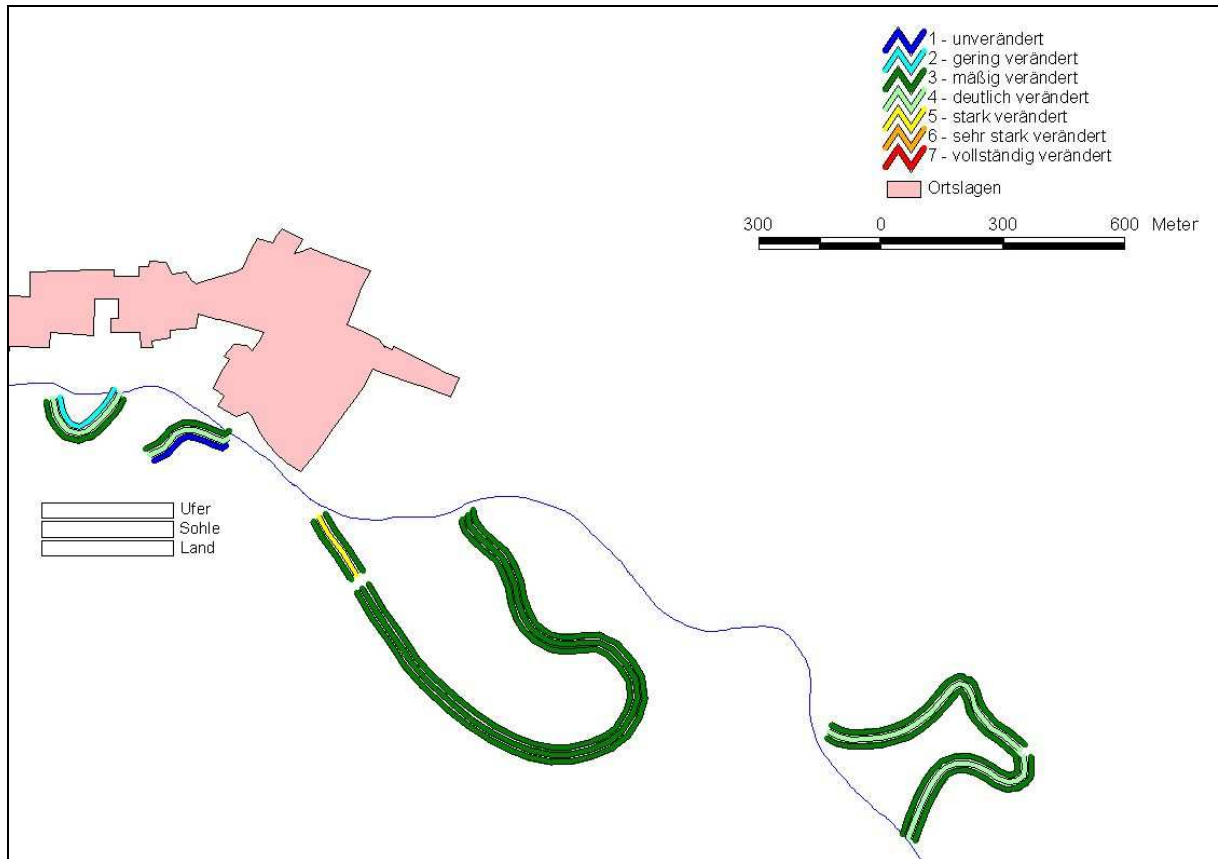 1 - unverändert
2 - gering verändert
3 - mäßig verändert
4 - deutlich verändert
5 - stark verändert
6 - sehr stark verändert
7 - vollständig verändert
Ortslagen
300 0 300 600 Meter
Ufer
Sohle
Land